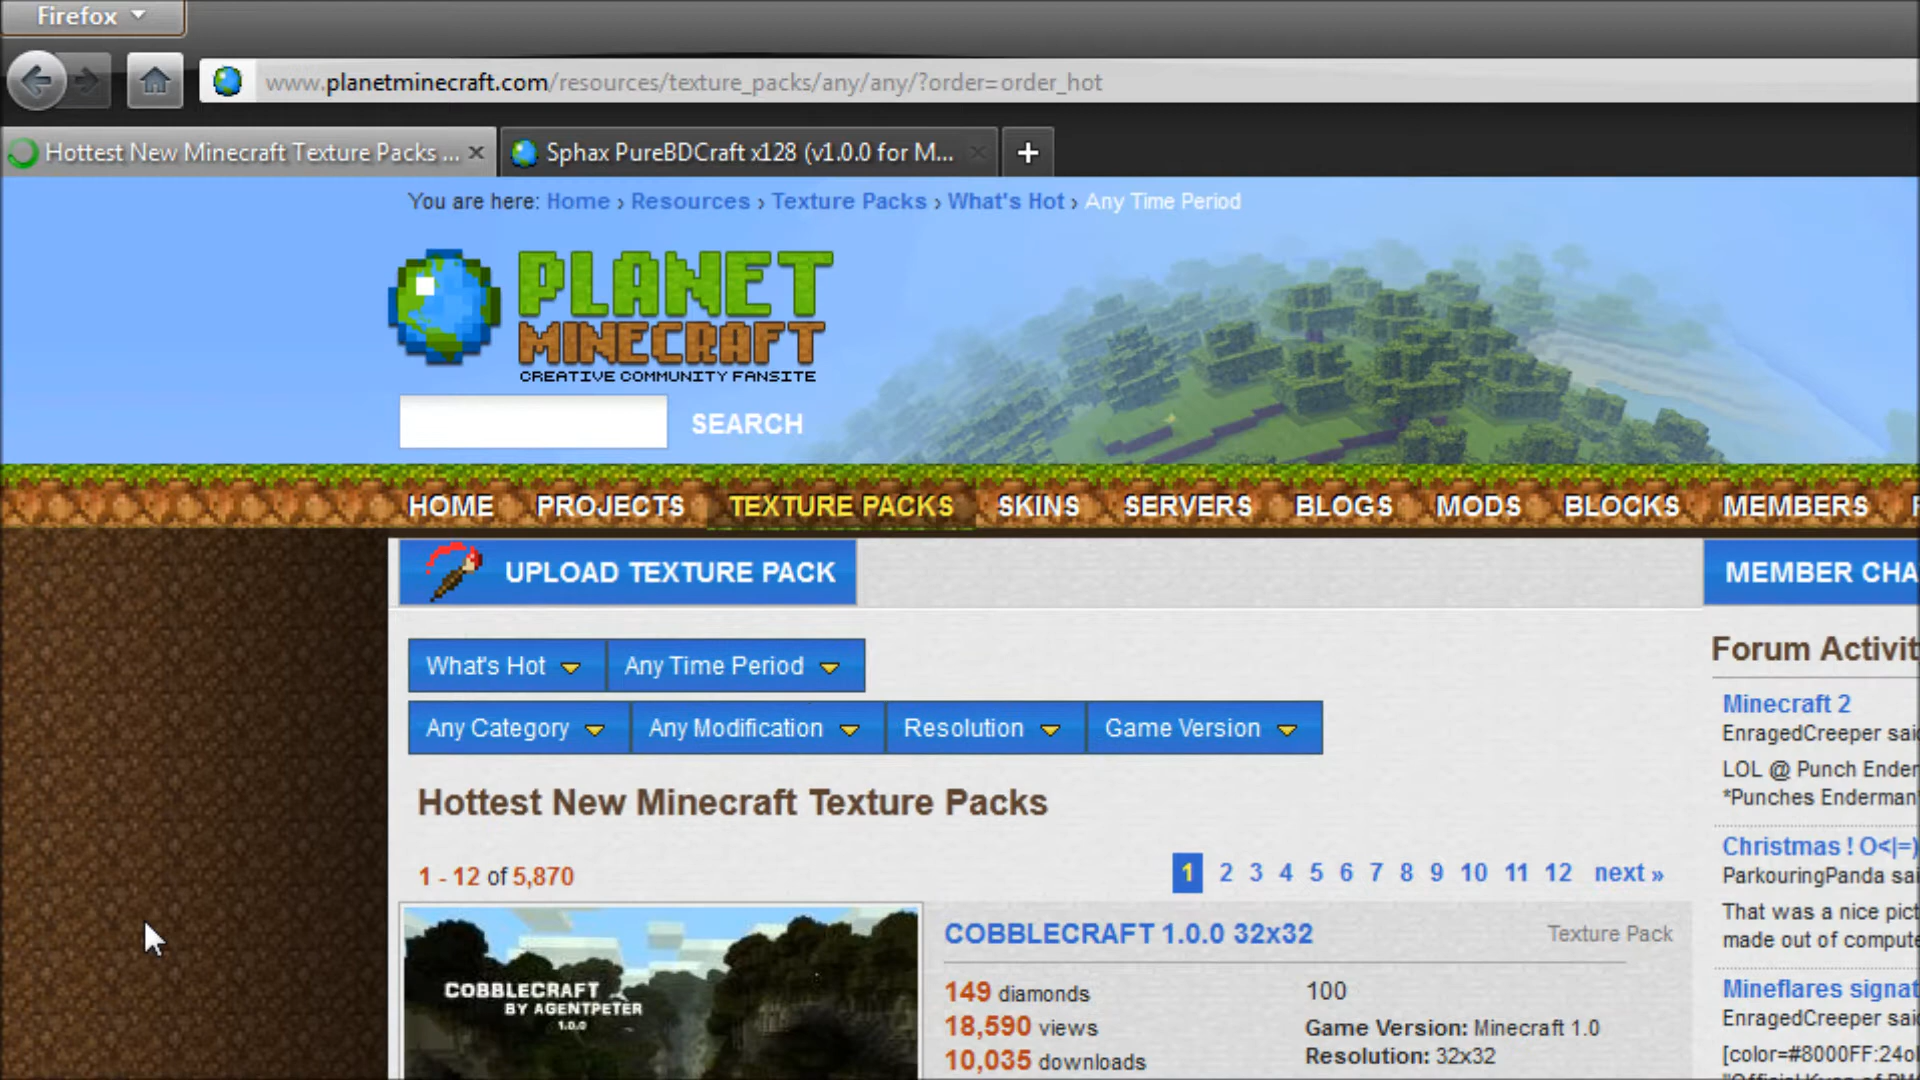 Firefox
www.planetminecraft.com/resources/texture_packs/any/any/?order=order_hot
Hottest New Minecraft Texture Packs ...
Sphax PureBDCraft x128 (v1.0.0 for M...
You are here: Home › Resources › Texture Packs › What's Hot › Any Time Period
PLANET
MINECRAFT
CREATIVE COMMUNITY FANSITE
SEARCH
HOME PROJECTS TEXTURE PACKS SKINS SERVERS BLOGS MODS BLOCKS MEMBERS
UPLOAD TEXTURE PACK
MEMBER CHA
What's Hot Any Time Period
Any Category Any Modification Resolution Game Version
Hottest New Minecraft Texture Packs
1 - 12 of 5,870
1 2 3 4 5 6 7 8 9 10 11 12 next »
COBBLECRAFT
BY AGENTPETER
1.0.0
COBBLECRAFT 1.0.0 32x32
Texture Pack
149 diamonds
18,590 views
10,035 downloads
100
Game Version: Minecraft 1.0
Resolution: 32x32
Forum Activit
Minecraft 2
EnragedCreeper said
LOL @ Punch Ender
*Punches Enderman*
Christmas ! O<|=)
ParkouringPanda sai
That was a nice pict
made out of compute
Mineflares signat
EnragedCreeper said
[color=#8000FF:24ol